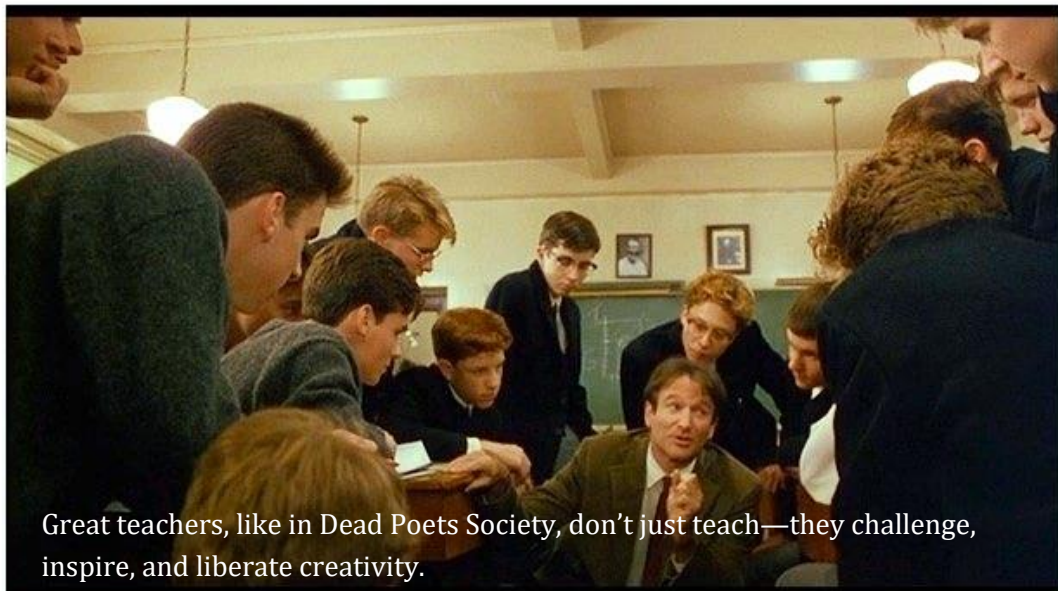 Great teachers, like in Dead Poets Society, don’t just teach—they challenge,
inspire, and liberate creativity.